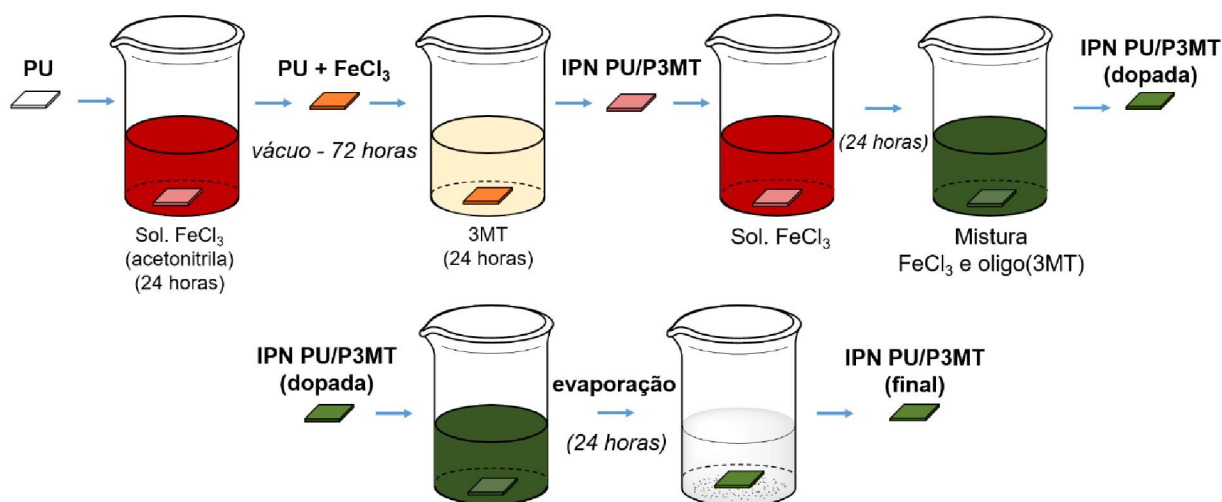 PU
Sol. FeCl₃
(acetonitrila)
(24 horas)
PU + FeCl₃
vácuo - 72 horas
3MT
(24 horas)
IPN PU/P3MT
Sol. FeCl₃
(24 horas)
Mistura
FeCl₃ e oligo(3MT)
IPN PU/P3MT
(dopada)
IPN PU/P3MT
(dopada)
evaporação
(24 horas)
IPN PU/P3MT
(final)